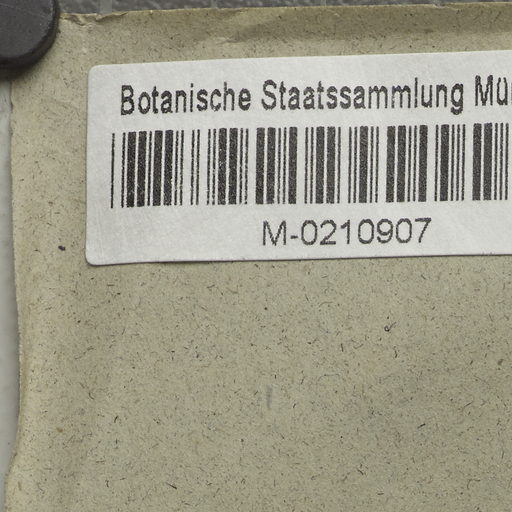 Botanische Staatssammlung Mü
M-0210907